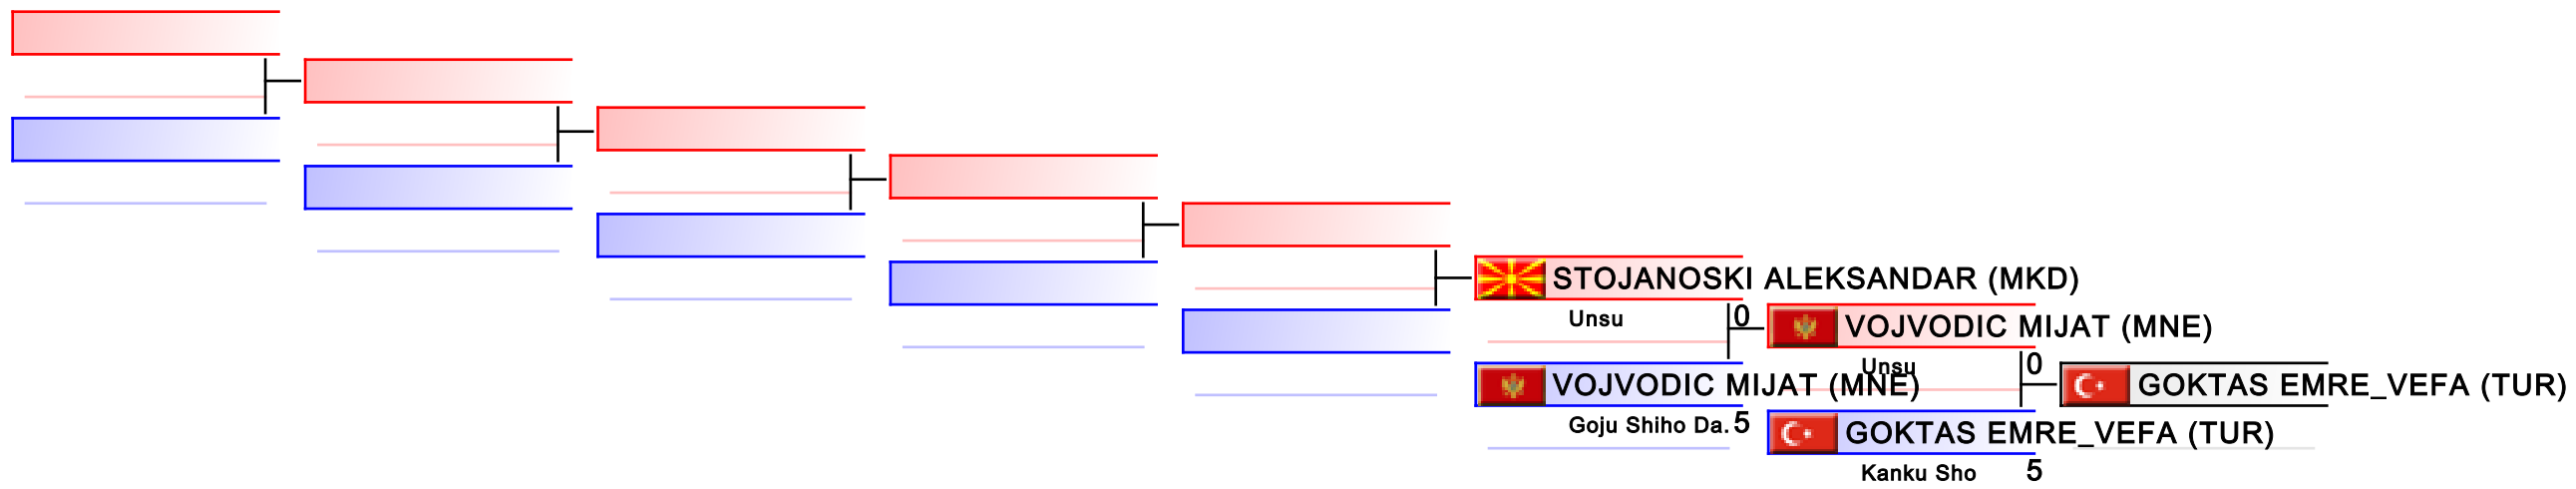 STOJANOSKI ALEKSANDAR (MKD)
Unsu
0
VOJVODIC MIJAT (MNE)
Goju Shiho Da.
5
VOJVODIC MIJAT (MNE)
Unsu
0
GOKTAS EMRE_VEFA (TUR)
Kanku Sho
5
GOKTAS EMRE_VEFA (TUR)